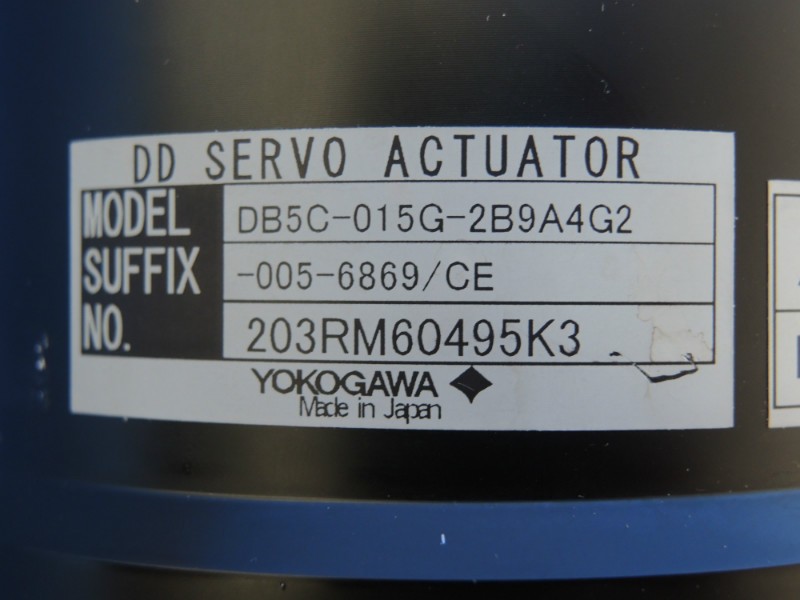 DD SERVO ACTUATOR
MODEL DB5C-015G-2B9A4G2
SUFFIX -005-6869/CE
NO. 203RM60495K3
YOKOGAWA
Made in Japan